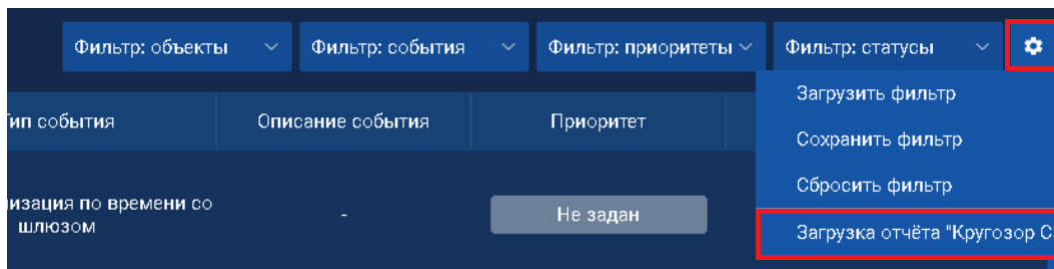 Фильтр: объекты
Фильтр: события
Фильтр: приоритеты
Фильтр: статусы
Загрузить фильтр
Тип события
Описание события
Приоритет
Сохранить фильтр
Сбросить фильтр
низация по времени со
шлюзом
-
Не задан
Загрузка отчёта "Кругозор С